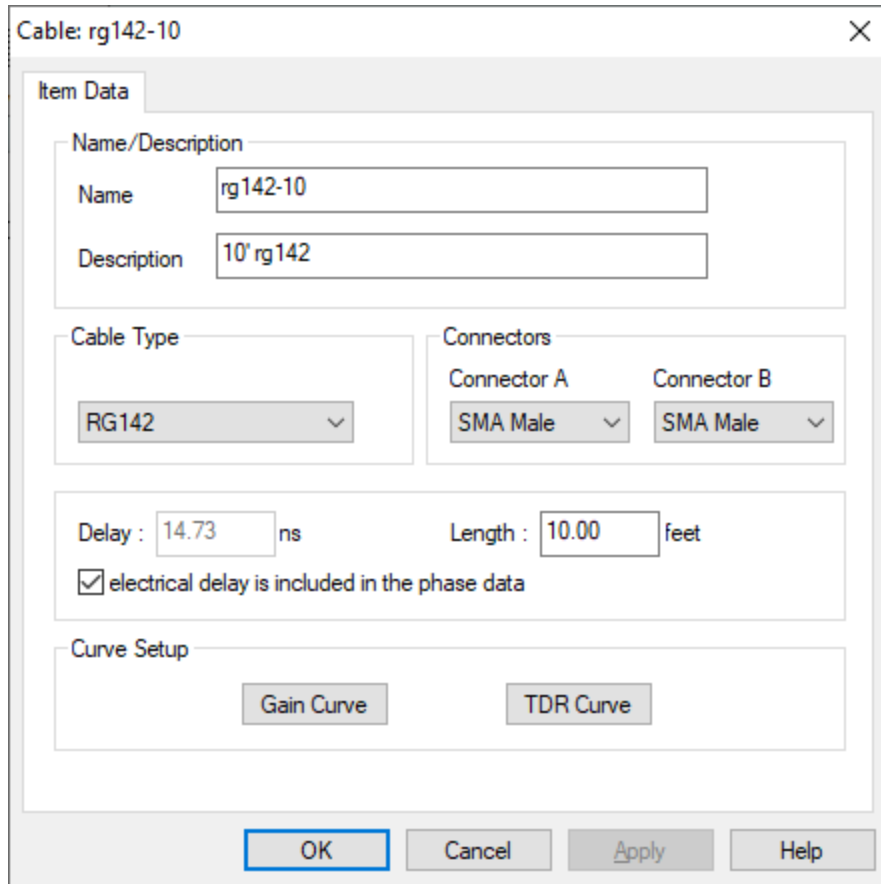 Cable: rg142-10
Item Data
Name/Description
Name rg142-10
Description 10' rg142
Cable Type
RG142
Connectors
Connector A Connector B
SMA Male SMA Male
Delay : 14.73 ns Length : 10.00 feet
electrical delay is included in the phase data
Curve Setup
Gain Curve TDR Curve
OK Cancel Apply Help